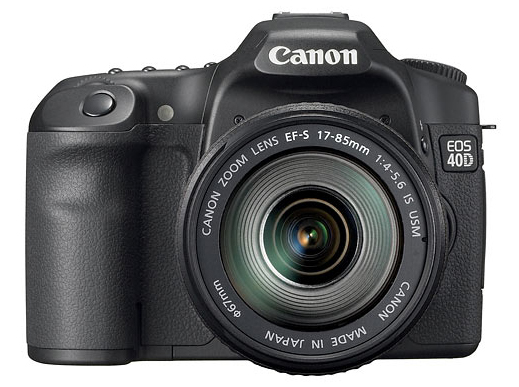 Canon
EOS
40D
CANON ZOOM LENS EF-S 17-85mm 1:4-5.6 IS USM
CANON
MADE IN JAPAN
Φ67mm